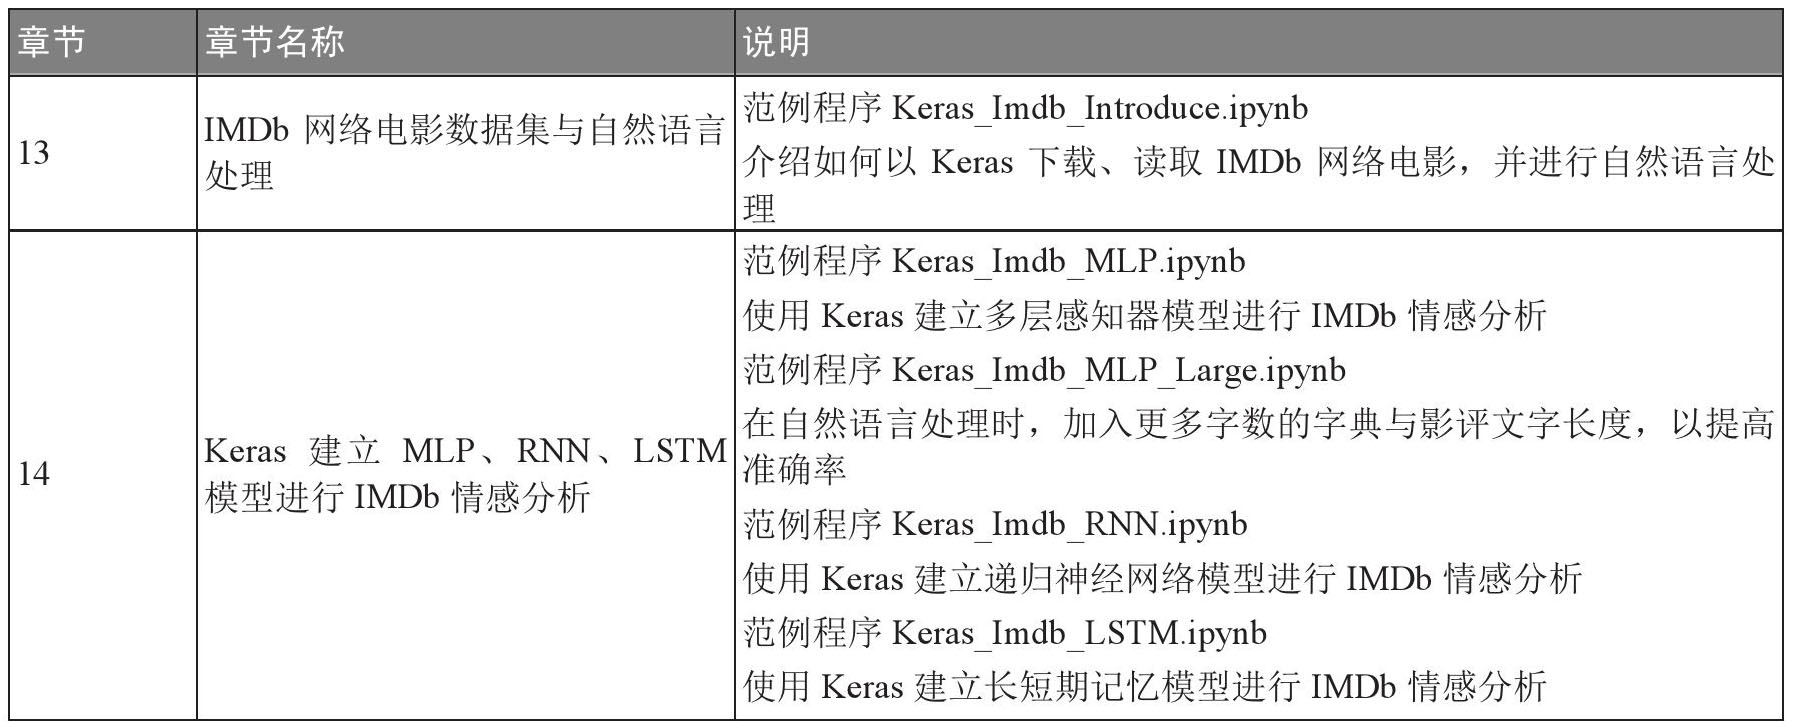 章节 章节名称 说明
13
IMDb 网络电影数据集与自然语言
处理
范例程序 Keras_Imdb_Introduce.ipynb
介绍如何以 Keras 下载、读取 IMDb 网络电影，并进行自然语言处
理
14
Keras 建立 MLP、RNN、LSTM
模型进行 IMDb 情感分析
范例程序 Keras_Imdb_MLP.ipynb
使用 Keras 建立多层感知器模型进行 IMDb 情感分析
范例程序 Keras_Imdb_MLP_Large.ipynb
在自然语言处理时，加入更多字数的字典与影评文字长度，以提高
准确率
范例程序 Keras_Imdb_RNN.ipynb
使用 Keras 建立递归神经网络模型进行 IMDb 情感分析
范例程序 Keras_Imdb_LSTM.ipynb
使用 Keras 建立长短期记忆模型进行 IMDb 情感分析